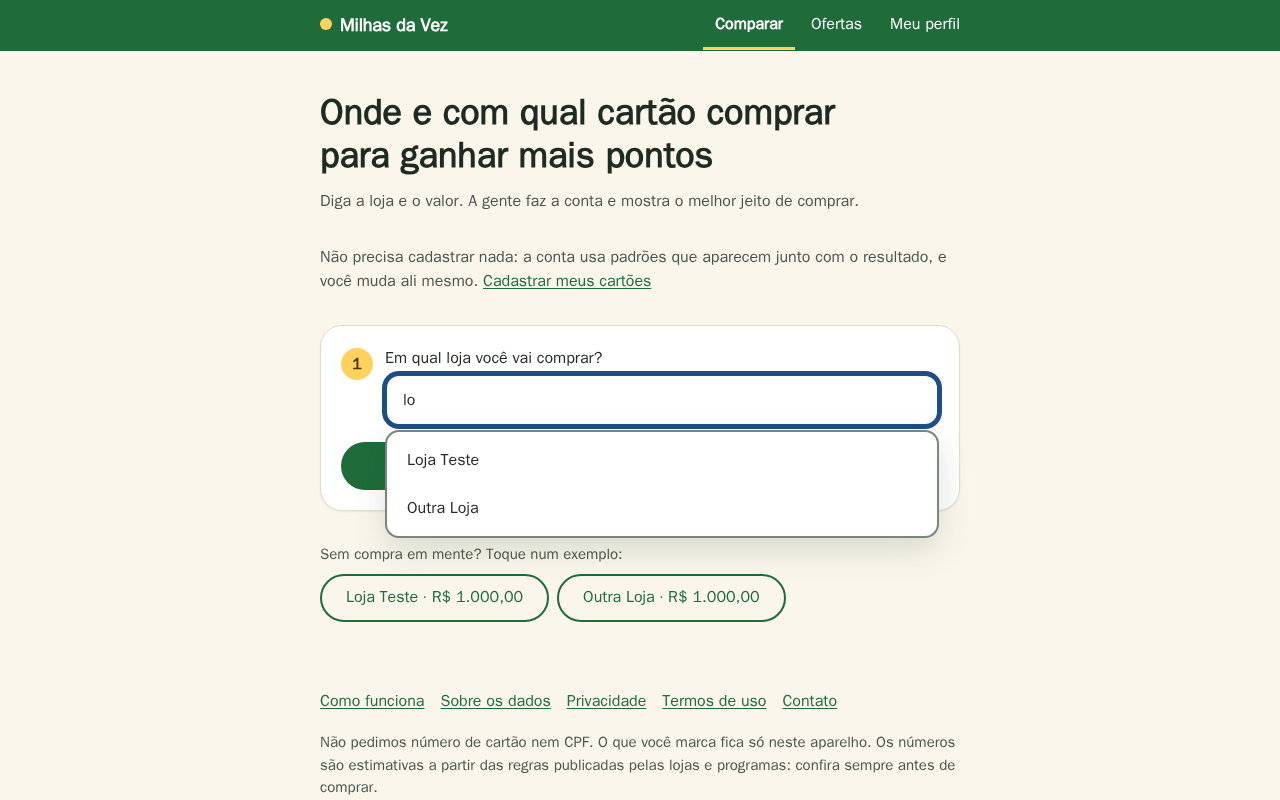 Milhas da Vez
Comparar
Ofertas
Meu perfil
Onde e com qual cartão comprar
para ganhar mais pontos
Diga a loja e o valor. A gente faz a conta e mostra o melhor jeito de comprar.
Não precisa cadastrar nada: a conta usa padrões que aparecem junto com o resultado, e
você muda ali mesmo. Cadastrar meus cartões
1
Em qual loja você vai comprar?
lo
Loja Teste
Outra Loja
Sem compra em mente? Toque num exemplo:
Loja Teste · R$ 1.000,00
Outra Loja · R$ 1.000,00
Como funciona
Sobre os dados
Privacidade
Termos de uso
Contato
Não pedimos número de cartão nem CPF. O que você marca fica só neste aparelho. Os números
são estimativas a partir das regras publicadas pelas lojas e programas: confira sempre antes de
comprar.